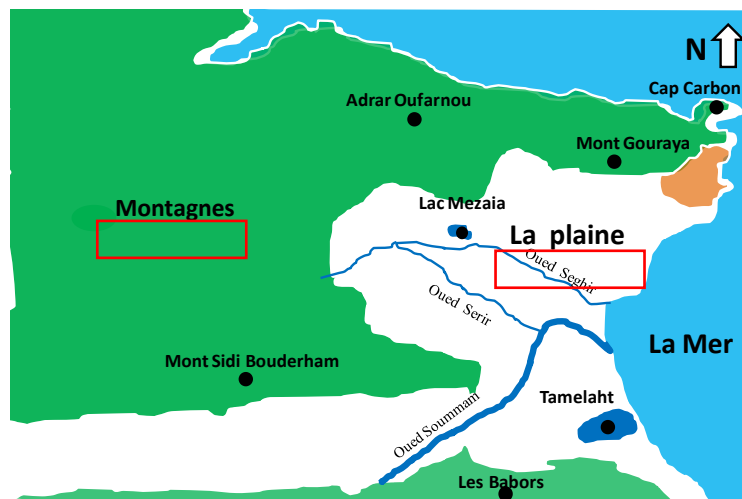 N
Cap Carbon
Adrar Oufarnou
Mont Gouraya
Montagnes
Lac Mezaia
La plaine
Oued Seghir
Oued Serir
La Mer
Mont Sidi Bouderham
Tamelaht
Oued Soummam
Les Babors